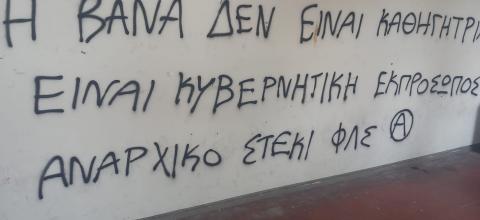 Η ΒΑΝΑ ΔΕΝ ΕΙΝΑΙ ΚΑΘΗΓΗΤΡΙ
ΕΙΝΑΙ ΚΥΒΕΡΝΗΤΙΚΗ ΕΚΠΡΟΣΩΠΟΣ
ΑΝΑΡΧΙΚΟ ΣΤΕΚΙ ΦΛΣ Ⓐ